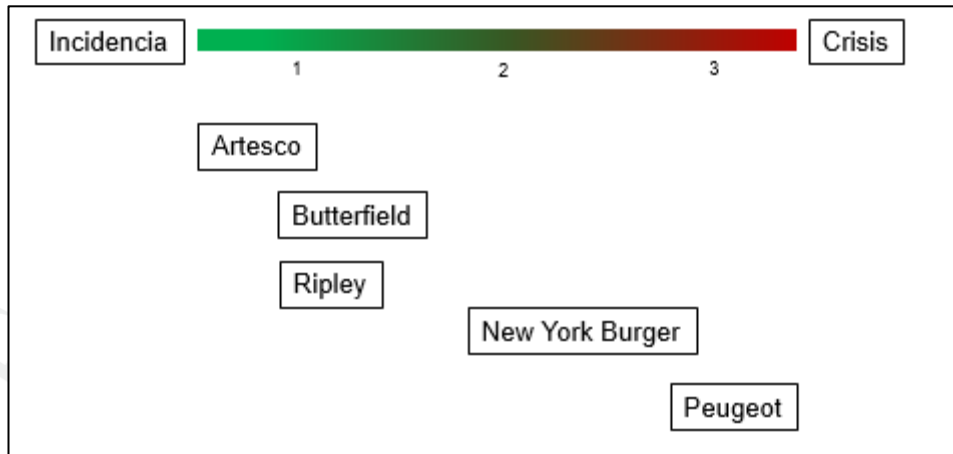 Incidencia
Crisis
1 2 3
Artesco
Butterfield
Ripley
New York Burger
Peugeot